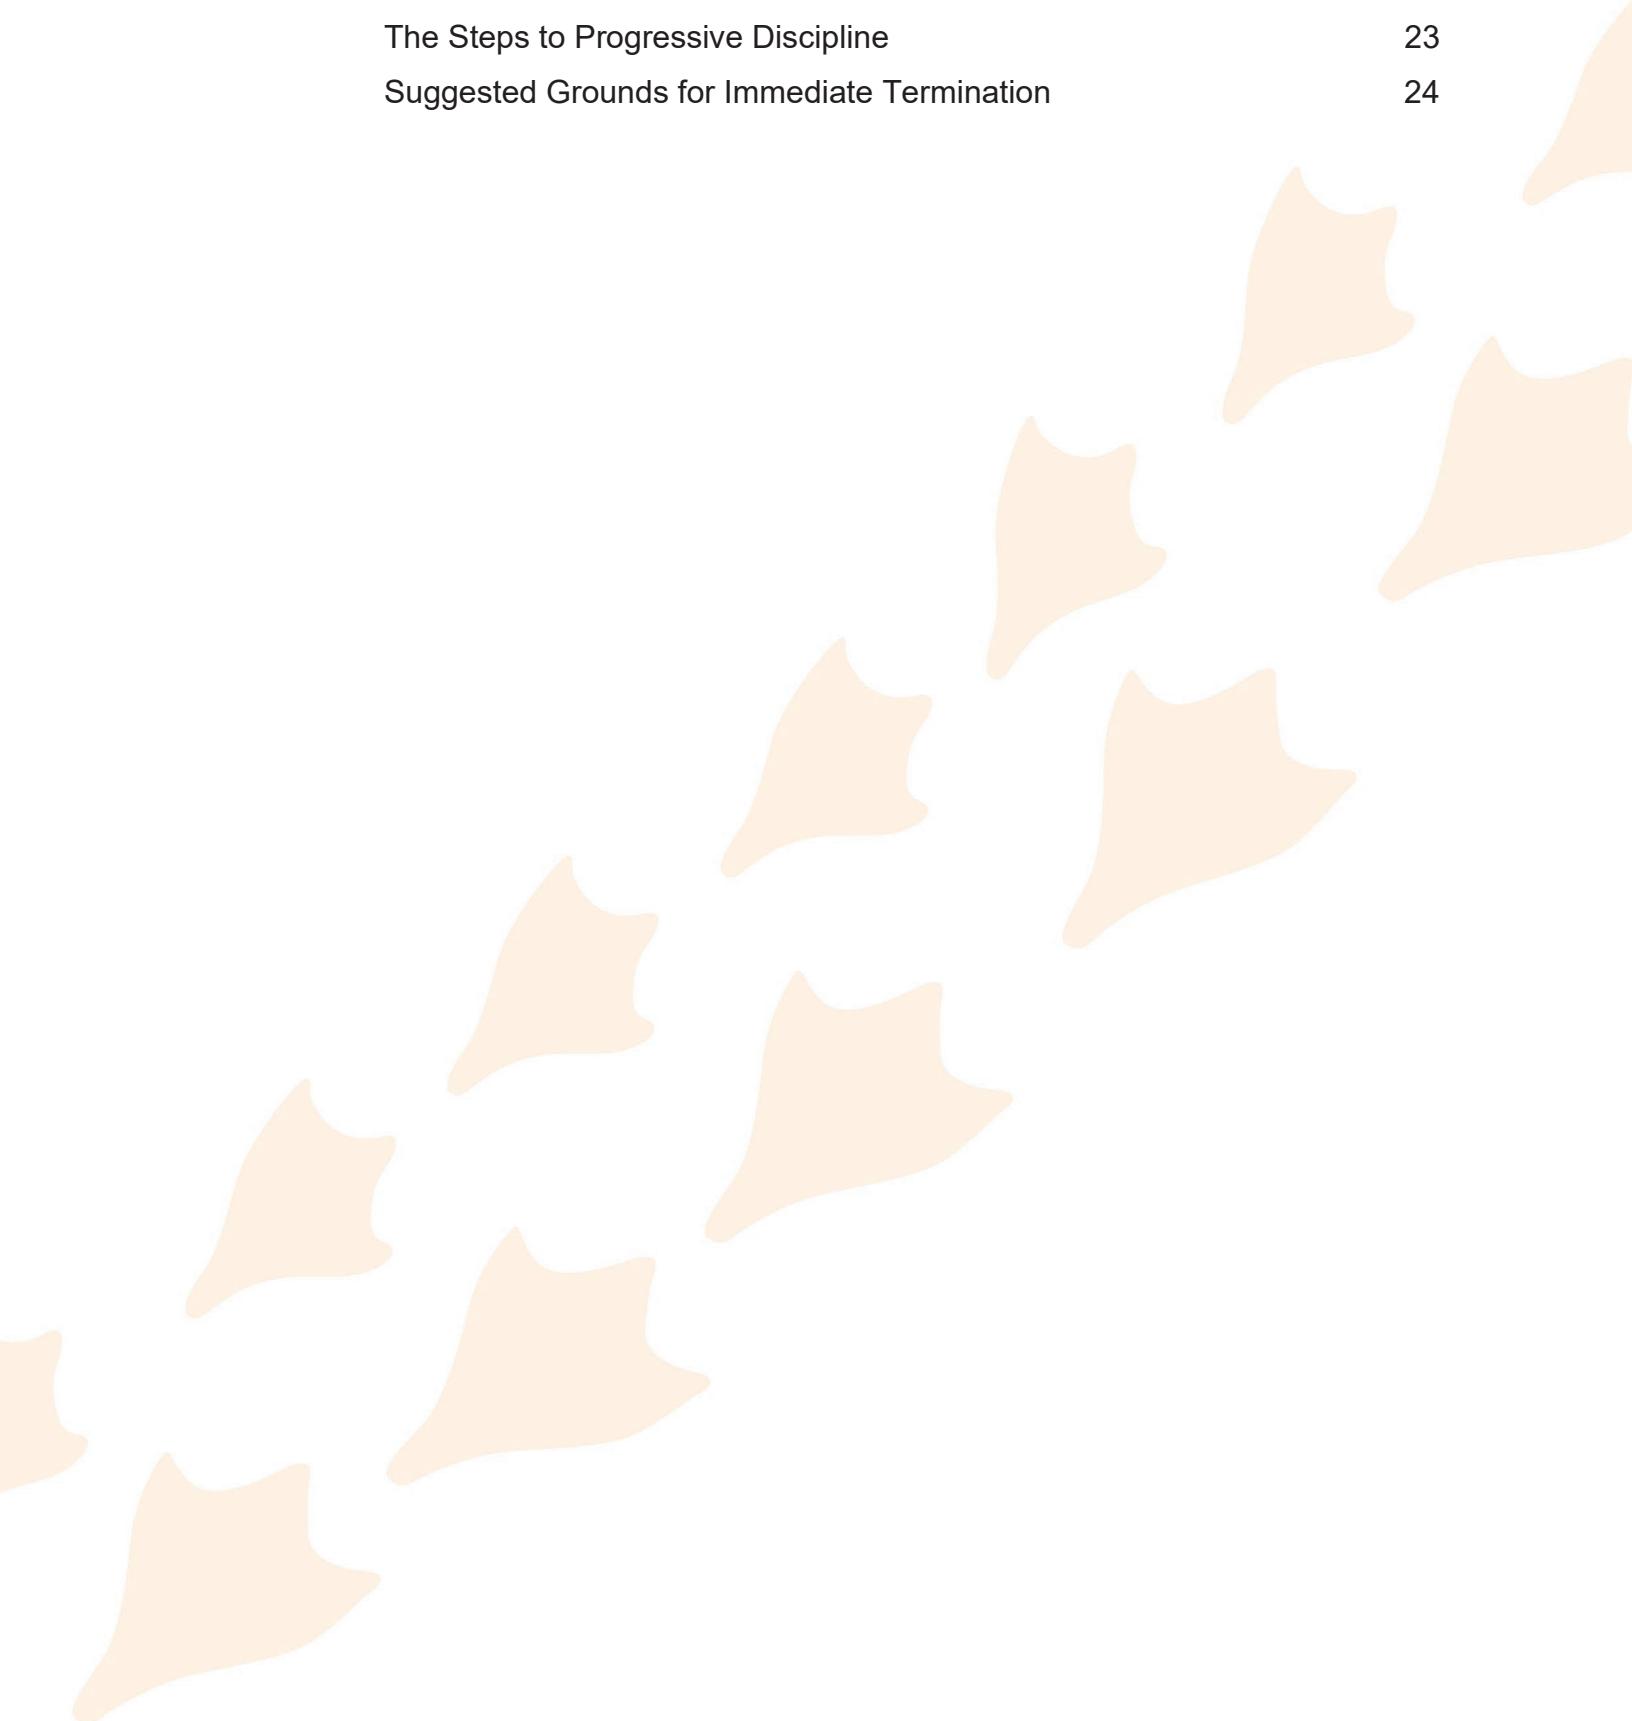 The Steps to Progressive Discipline 23
Suggested Grounds for Immediate Termination 24